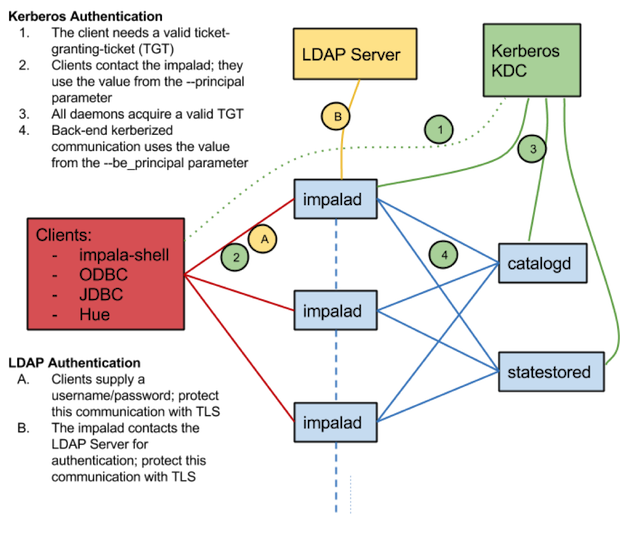 Kerberos Authentication
1. The client needs a valid ticket-
granting-ticket (TGT)
2. Clients contact the impalad; they
use the value from the --principal
parameter
3. All daemons acquire a valid TGT
4. Back-end kerberized
communication uses the value
from the --be_principal parameter
LDAP Server
Kerberos
KDC
B
1
3
impalad
Clients:
- impala-shell
- ODBC
- JDBC
- Hue
A
2
4
catalogd
impalad
statestored
impalad
LDAP Authentication
A. Clients supply a
username/password; protect
this communication with TLS
B. The impalad contacts the
LDAP Server for
authentication; protect this
communication with TLS